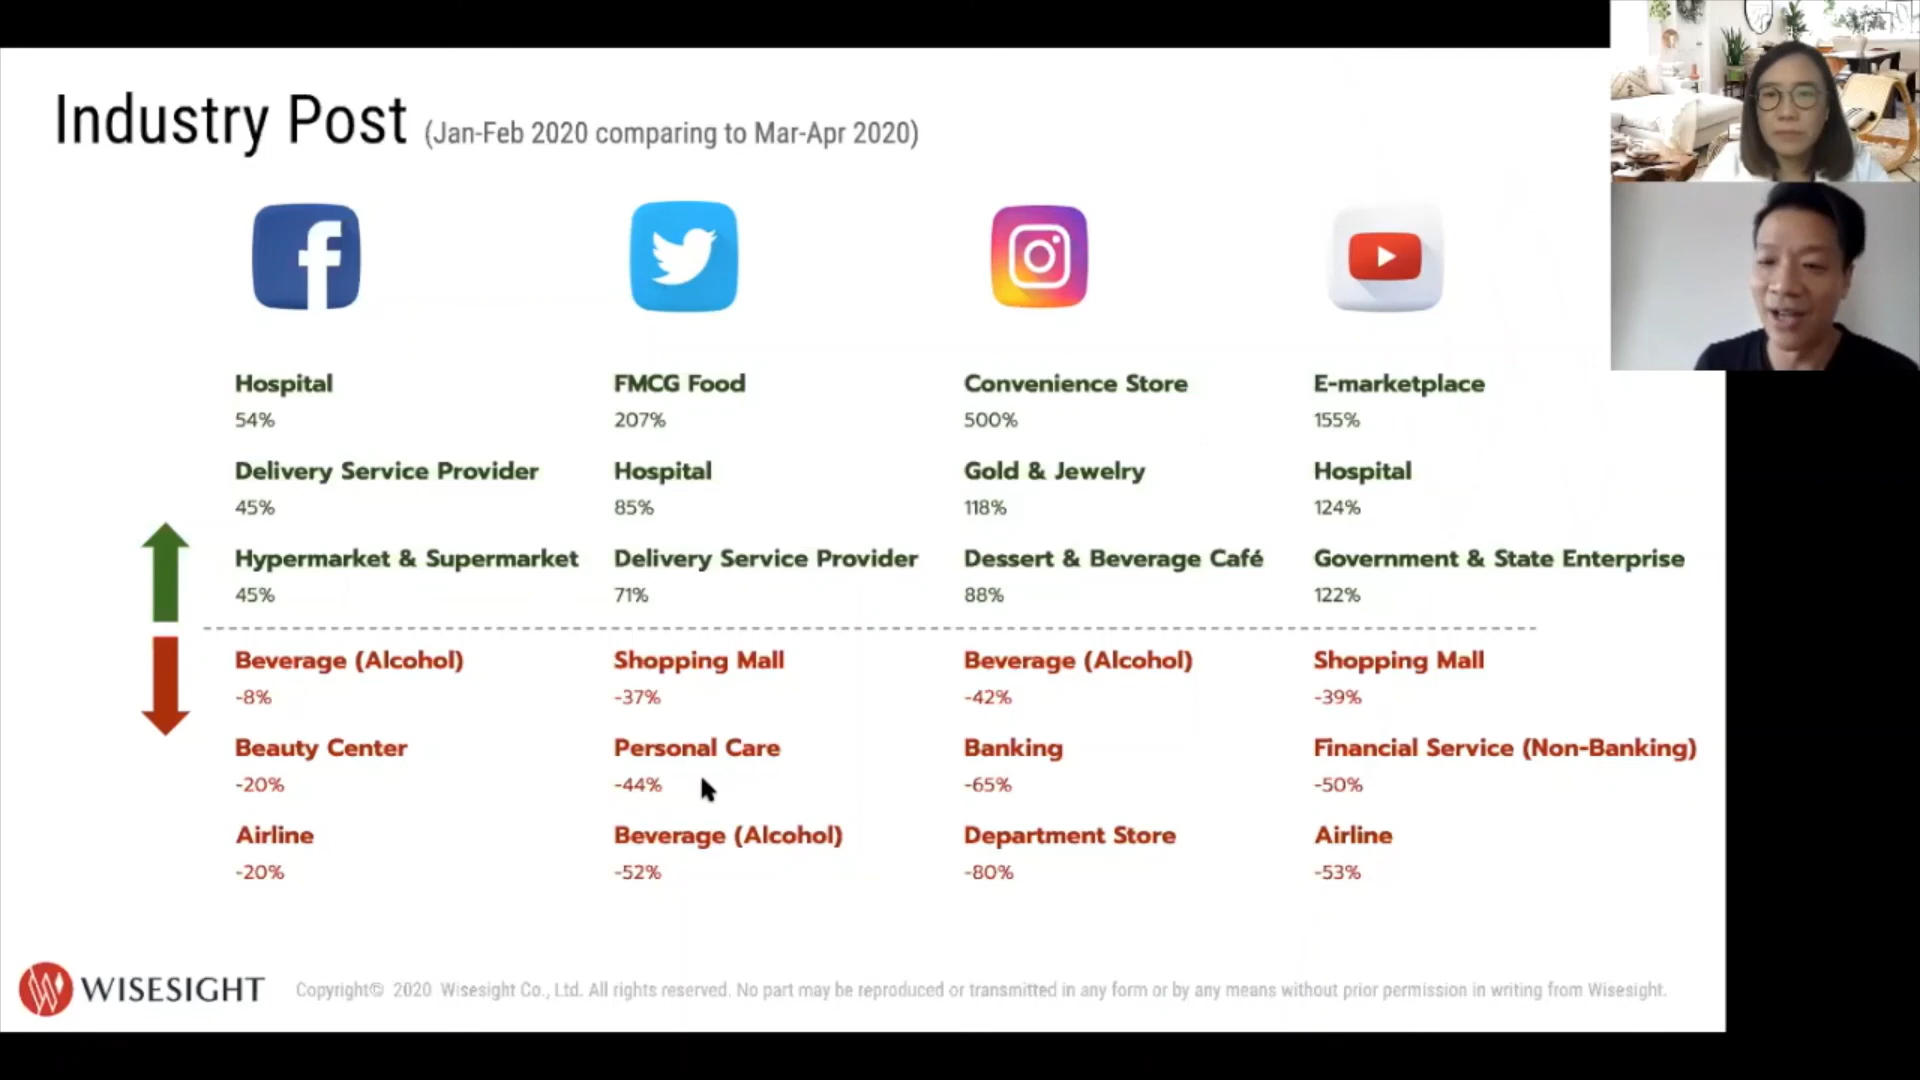 Industry Post (Jan-Feb 2020 comparing to Mar-Apr 2020)
Hospital
54%
Delivery Service Provider
45%
Hypermarket & Supermarket
45%
Beverage (Alcohol)
-8%
Beauty Center
-20%
Airline
-20%
FMCG Food
207%
Hospital
85%
Delivery Service Provider
71%
Shopping Mall
-37%
Personal Care
-44%
Beverage (Alcohol)
-52%
Convenience Store
500%
Gold & Jewelry
118%
Dessert & Beverage Café
88%
Beverage (Alcohol)
-42%
Banking
-65%
Department Store
-80%
E-marketplace
155%
Hospital
124%
Government & State Enterprise
122%
Shopping Mall
-39%
Financial Service (Non-Banking)
-50%
Airline
-53%
WISESIGHT
Copyright© 2020 Wisesight Co., Ltd. All rights reserved. No part may be reproduced or transmitted in any form or by any means without prior permission in writing from Wisesight.